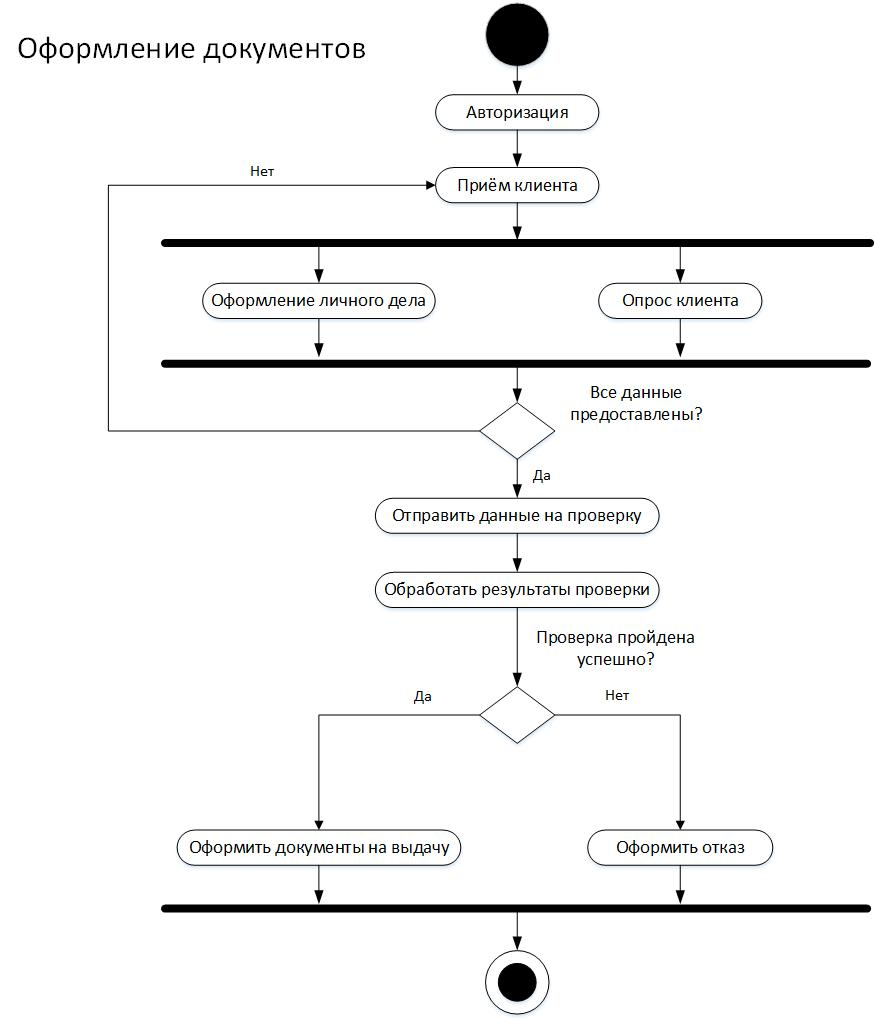 Оформление документов
Авторизация
Нет
Приём клиента
Оформление личного дела
Опрос клиента
Все данные
предоставлены?
Да
Отправить данные на проверку
Обработать результаты проверки
Проверка пройдена
успешно?
Да
Нет
Оформить документы на выдачу
Оформить отказ